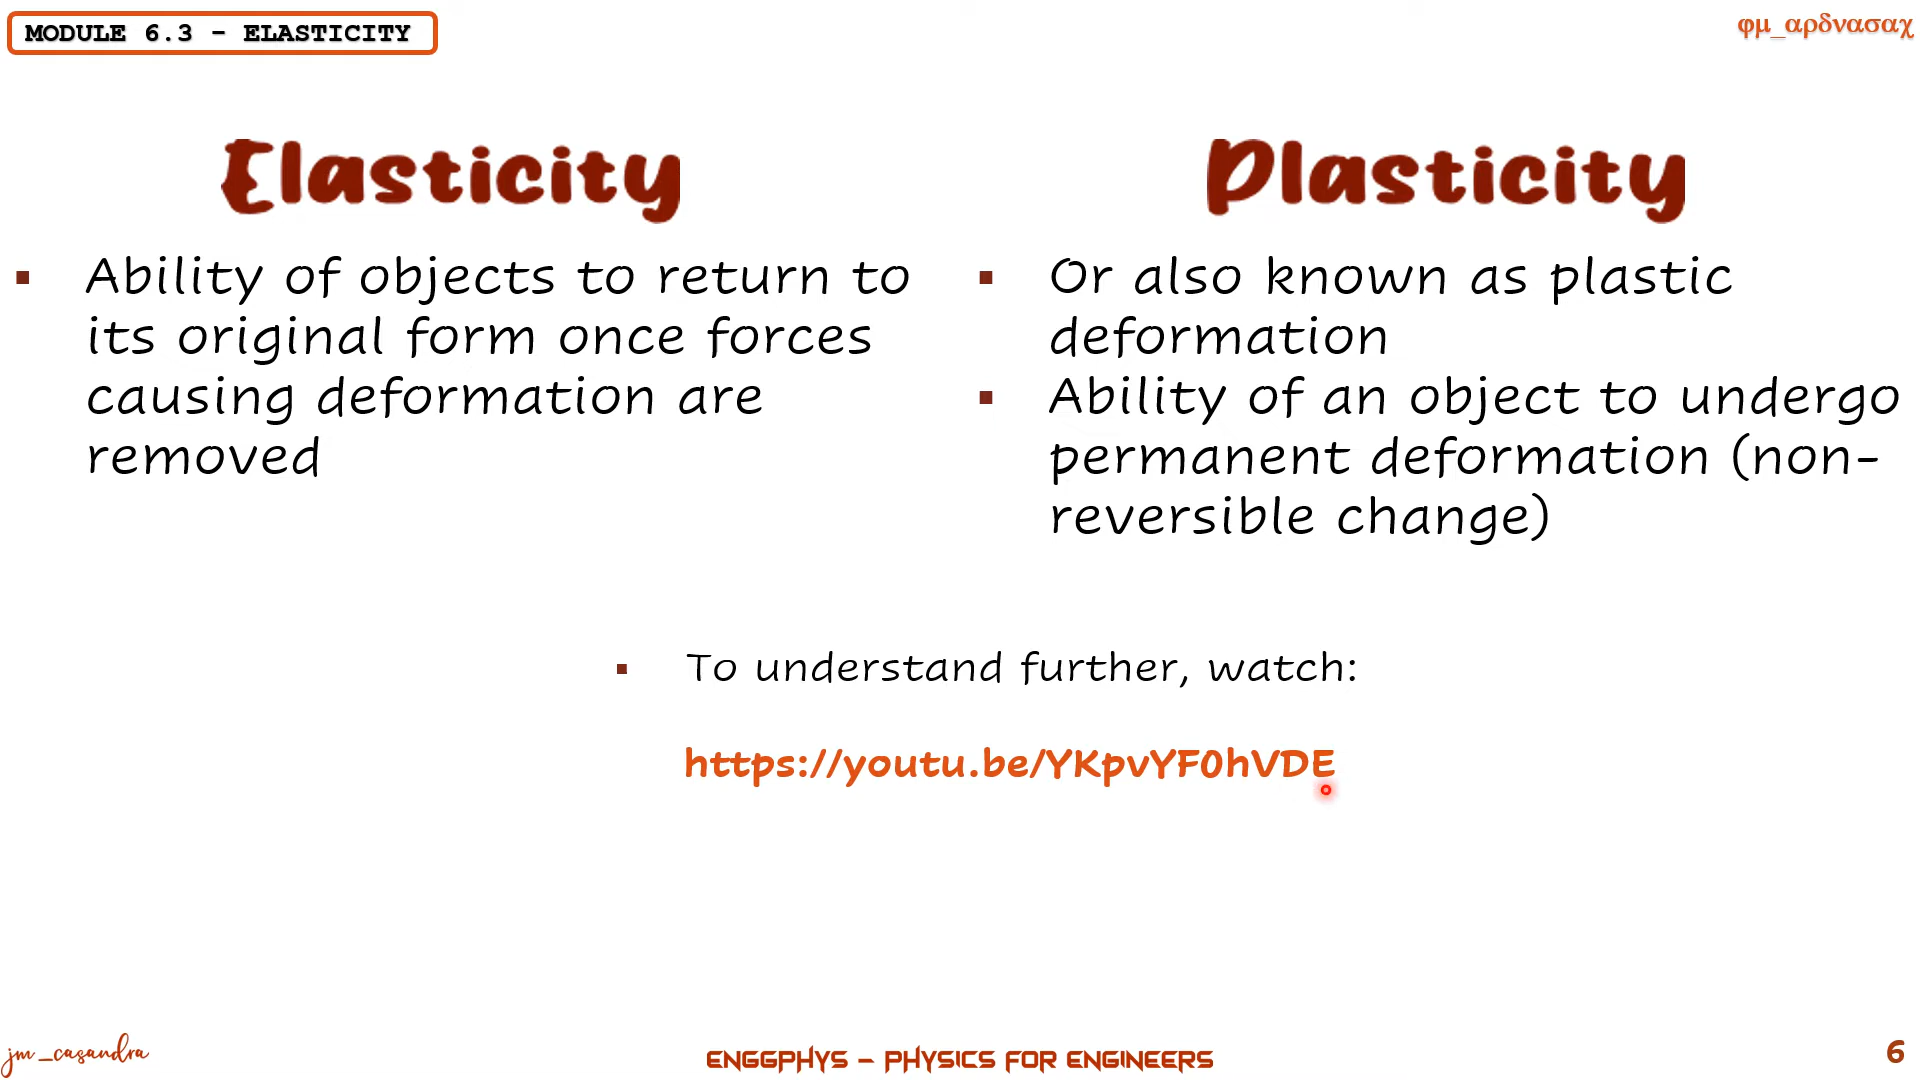 MODULE 6.3 - ELASTICITY
φμ_αρδνασαχ
Elasticity
▪ Ability of objects to return to
its original form once forces
causing deformation are
removed
Plasticity
▪ Or also known as plastic
deformation
▪ Ability of an object to undergo
permanent deformation (non-
reversible change)
▪ To understand further, watch:
https://youtu.be/YKpvYF0hVDE
jm_casandra
ENGGPHYS – PHYSICS FOR ENGINEERS
6